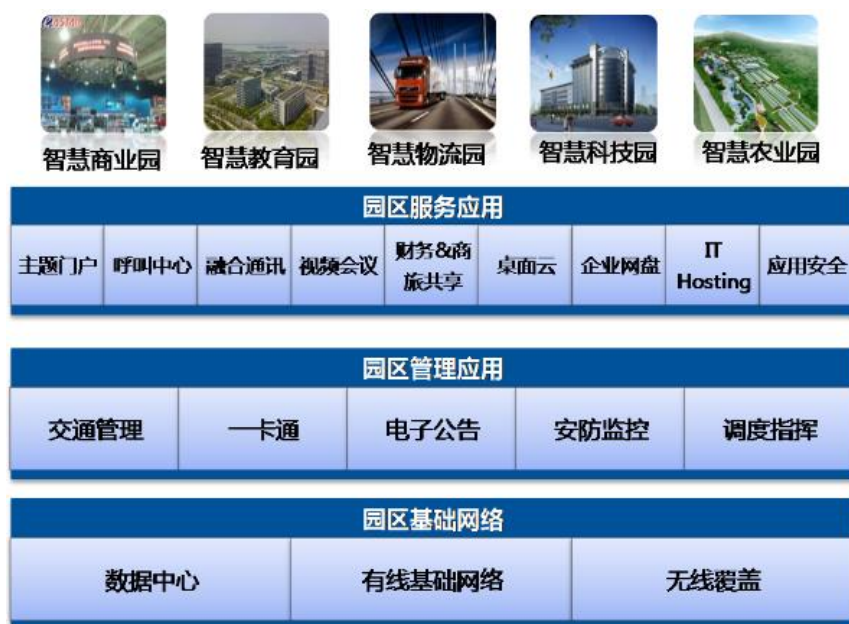 智慧商业园
智慧教育园
智慧物流园
智慧科技园
智慧农业园
园区服务应用
主题门户
呼叫中心
融合通讯
视频会议
财务&商
旅共享
桌面云
企业网盘
IT
Hosting
应用安全
园区管理应用
交通管理
一卡通
电子公告
安防监控
调度指挥
园区基础网络
数据中心
有线基础网络
无线覆盖